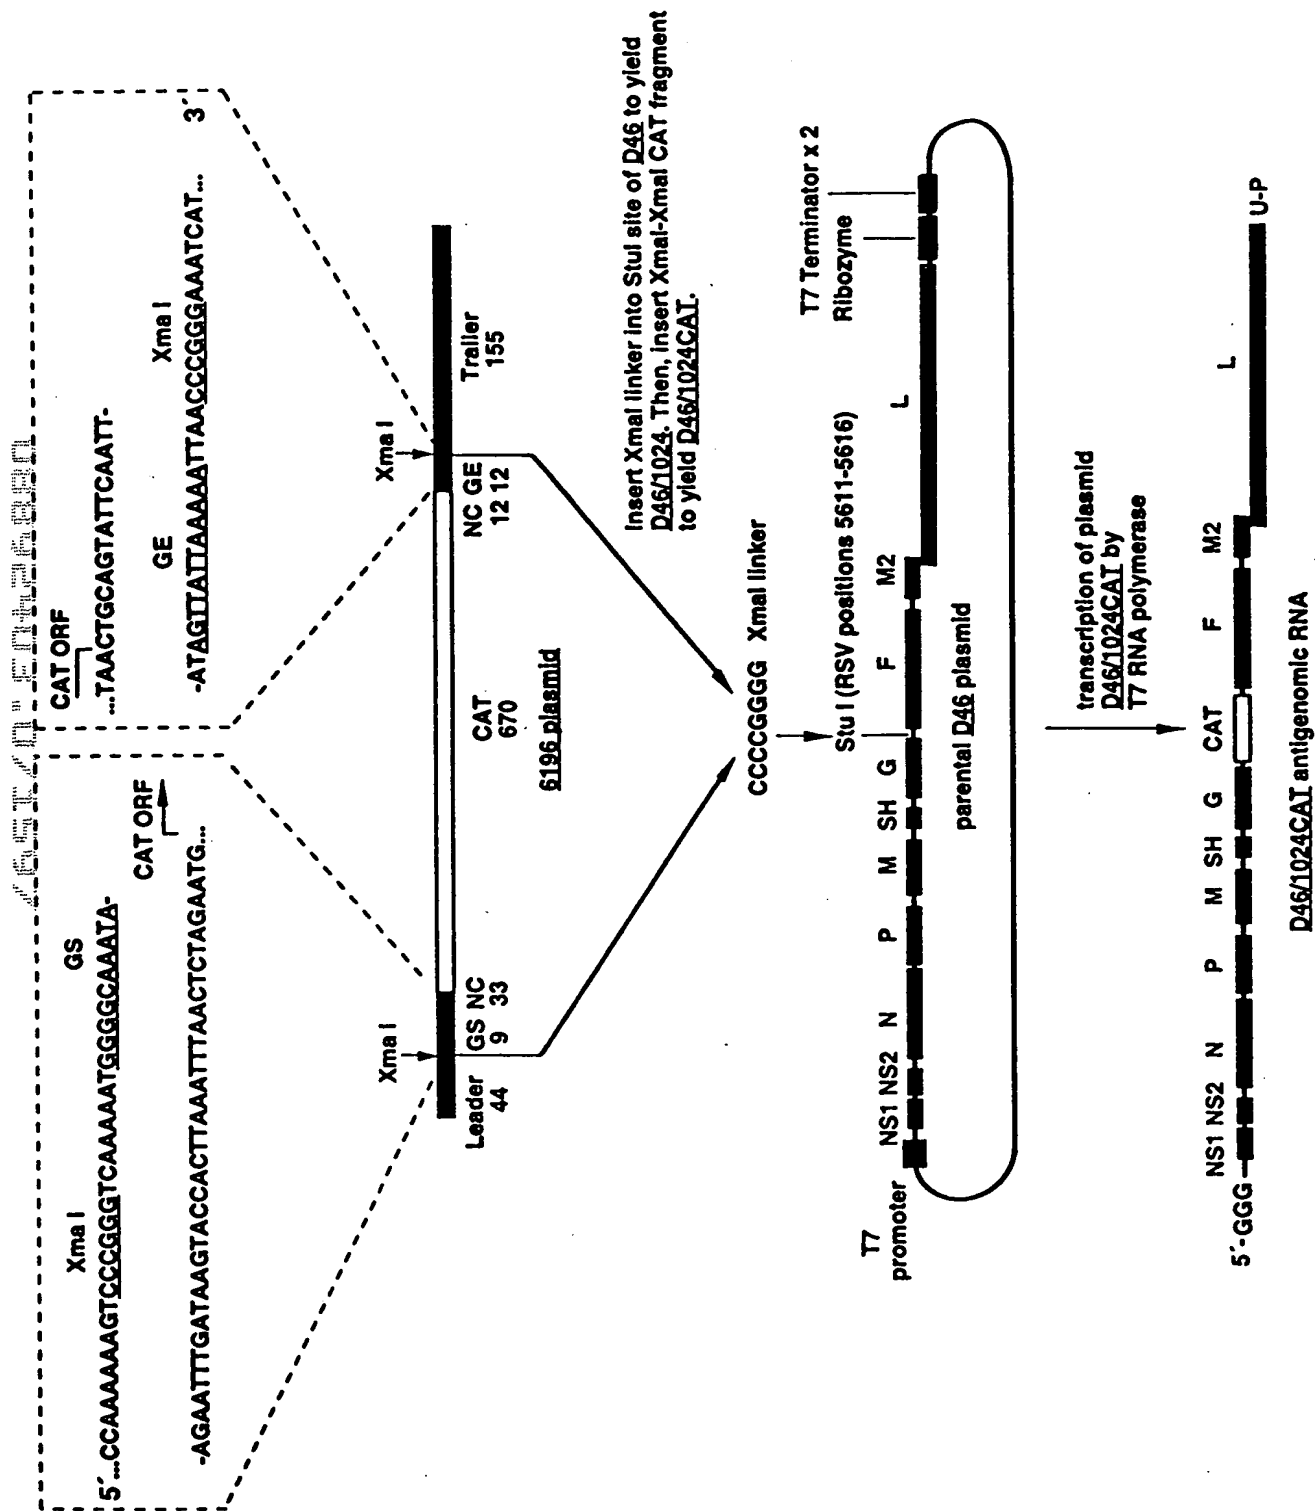 5´...CCAAAAAGTCCCGGGTCAAAATGGGGCAAATA-
Xma I
GS
-AGAATTTGATAAGTACCACTTAAATTTAACTCTAGAATG...
CAT ORF
CAT ORF
...TAACTGCAGTATTCAATT-
GE
Xma I
-ATAGTTATTAAAAATTAACCCGGGAAATCAT...
3´
Xma I
Xma I
Leader
44
GS NC
9 33
CAT
670
NC GE
12 12
Trailer
155
6196 plasmid
CCCCGGGG XmaI linker
Insert XmaI linker into StuI site of D46 to yield
D46/1024. Then, insert XmaI-XmaI CAT fragment
to yield D46/1024CAT.
Stu I (RSV positions 5611-5616)
T7
promoter
NS1 NS2 N P M SH G F M2 L
T7 Terminator x 2
Ribozyme
parental D46 plasmid
transcription of plasmid
D46/1024CAT by
T7 RNA polymerase
NS1 NS2 N P M SH G CAT F M2 L
5´-GGG
U-P
D46/1024CAT antigenomic RNA